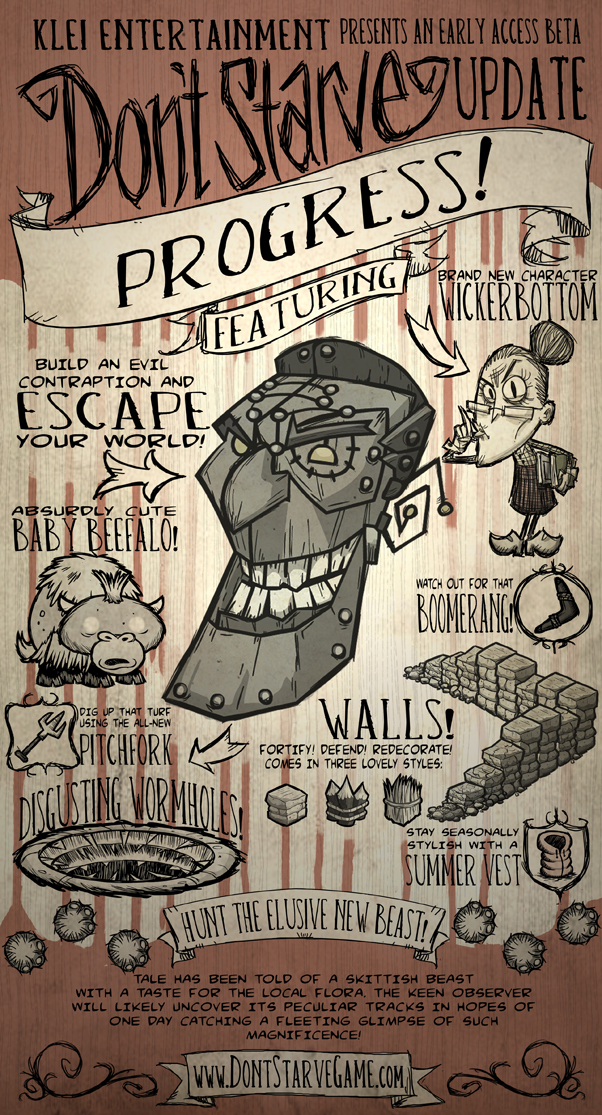 KLEI ENTERTAINMENT PRESENTS AN EARLY ACCESS BETA
Don't Starve UPDATE
PROGRESS!
FEATURING
BRAND NEW CHARACTER
WICKERBOTTOM
BUILD AN EVIL
CONTRAPTION AND
ESCAPE
YOUR WORLD!
ABSURDLY CUTE
BABY BEEFALO!
WATCH OUT FOR THAT
BOOMERANG!
DIG UP THAT TURF
USING THE ALL-NEW
PITCHFORK
WALLS!
FORTIFY! DEFEND! REDECORATE!
COMES IN THREE LOVELY STYLES:
DISGUSTING WORMHOLES!
STAY SEASONALLY
STYLISH WITH A
SUMMER VEST
HUNT THE ELUSIVE NEW BEAST!
TALE HAS BEEN TOLD OF A SKITTISH BEAST
WITH A TASTE FOR THE LOCAL FLORA. THE KEEN OBSERVER
WILL LIKELY UNCOVER ITS PECULIAR TRACKS IN HOPES OF
ONE DAY CATCHING A FLEETING GLIMPSE OF SUCH
MAGNIFICENCE!
WWW.DONTSTARVEGAME.COM